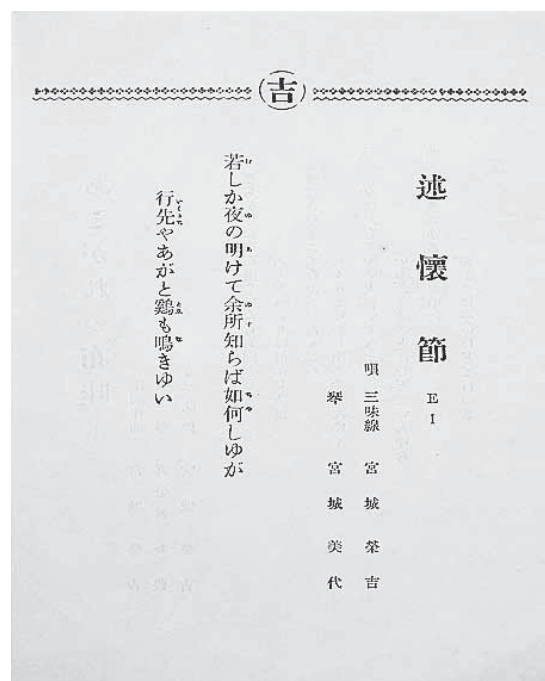 吉
述懐節 E1
唄 三味線 宮城榮吉
琴 宮城美代
若しか夜の明けて余所知らば如何しゆが
行先やあがと鶏も鳴きゆい